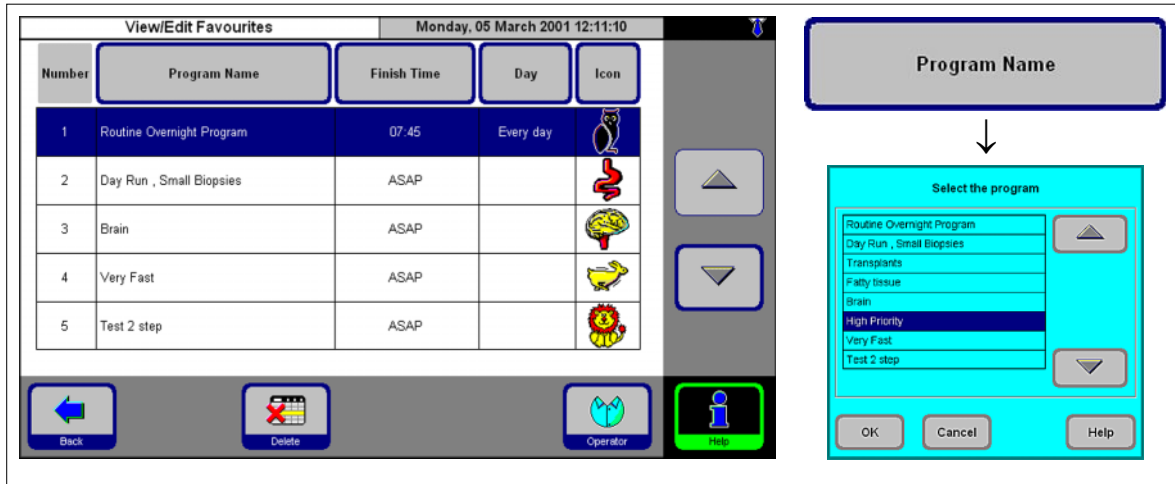 View/Edit Favourites Monday, 05 March 2001 12:11:10
Number Program Name Finish Time Day Icon
1 Routine Overnight Program 07:45 Every day
2 Day Run , Small Biopsies ASAP
3 Brain ASAP
4 Very Fast ASAP
5 Test 2 step ASAP
Back Delete Operator Help
Program Name
↓
Select the program
Routine Overnight Program
Day Run , Small Biopsies
Transplants
Fatty tissue
Brain
High Priority
Very Fast
Test 2 step
OK Cancel Help